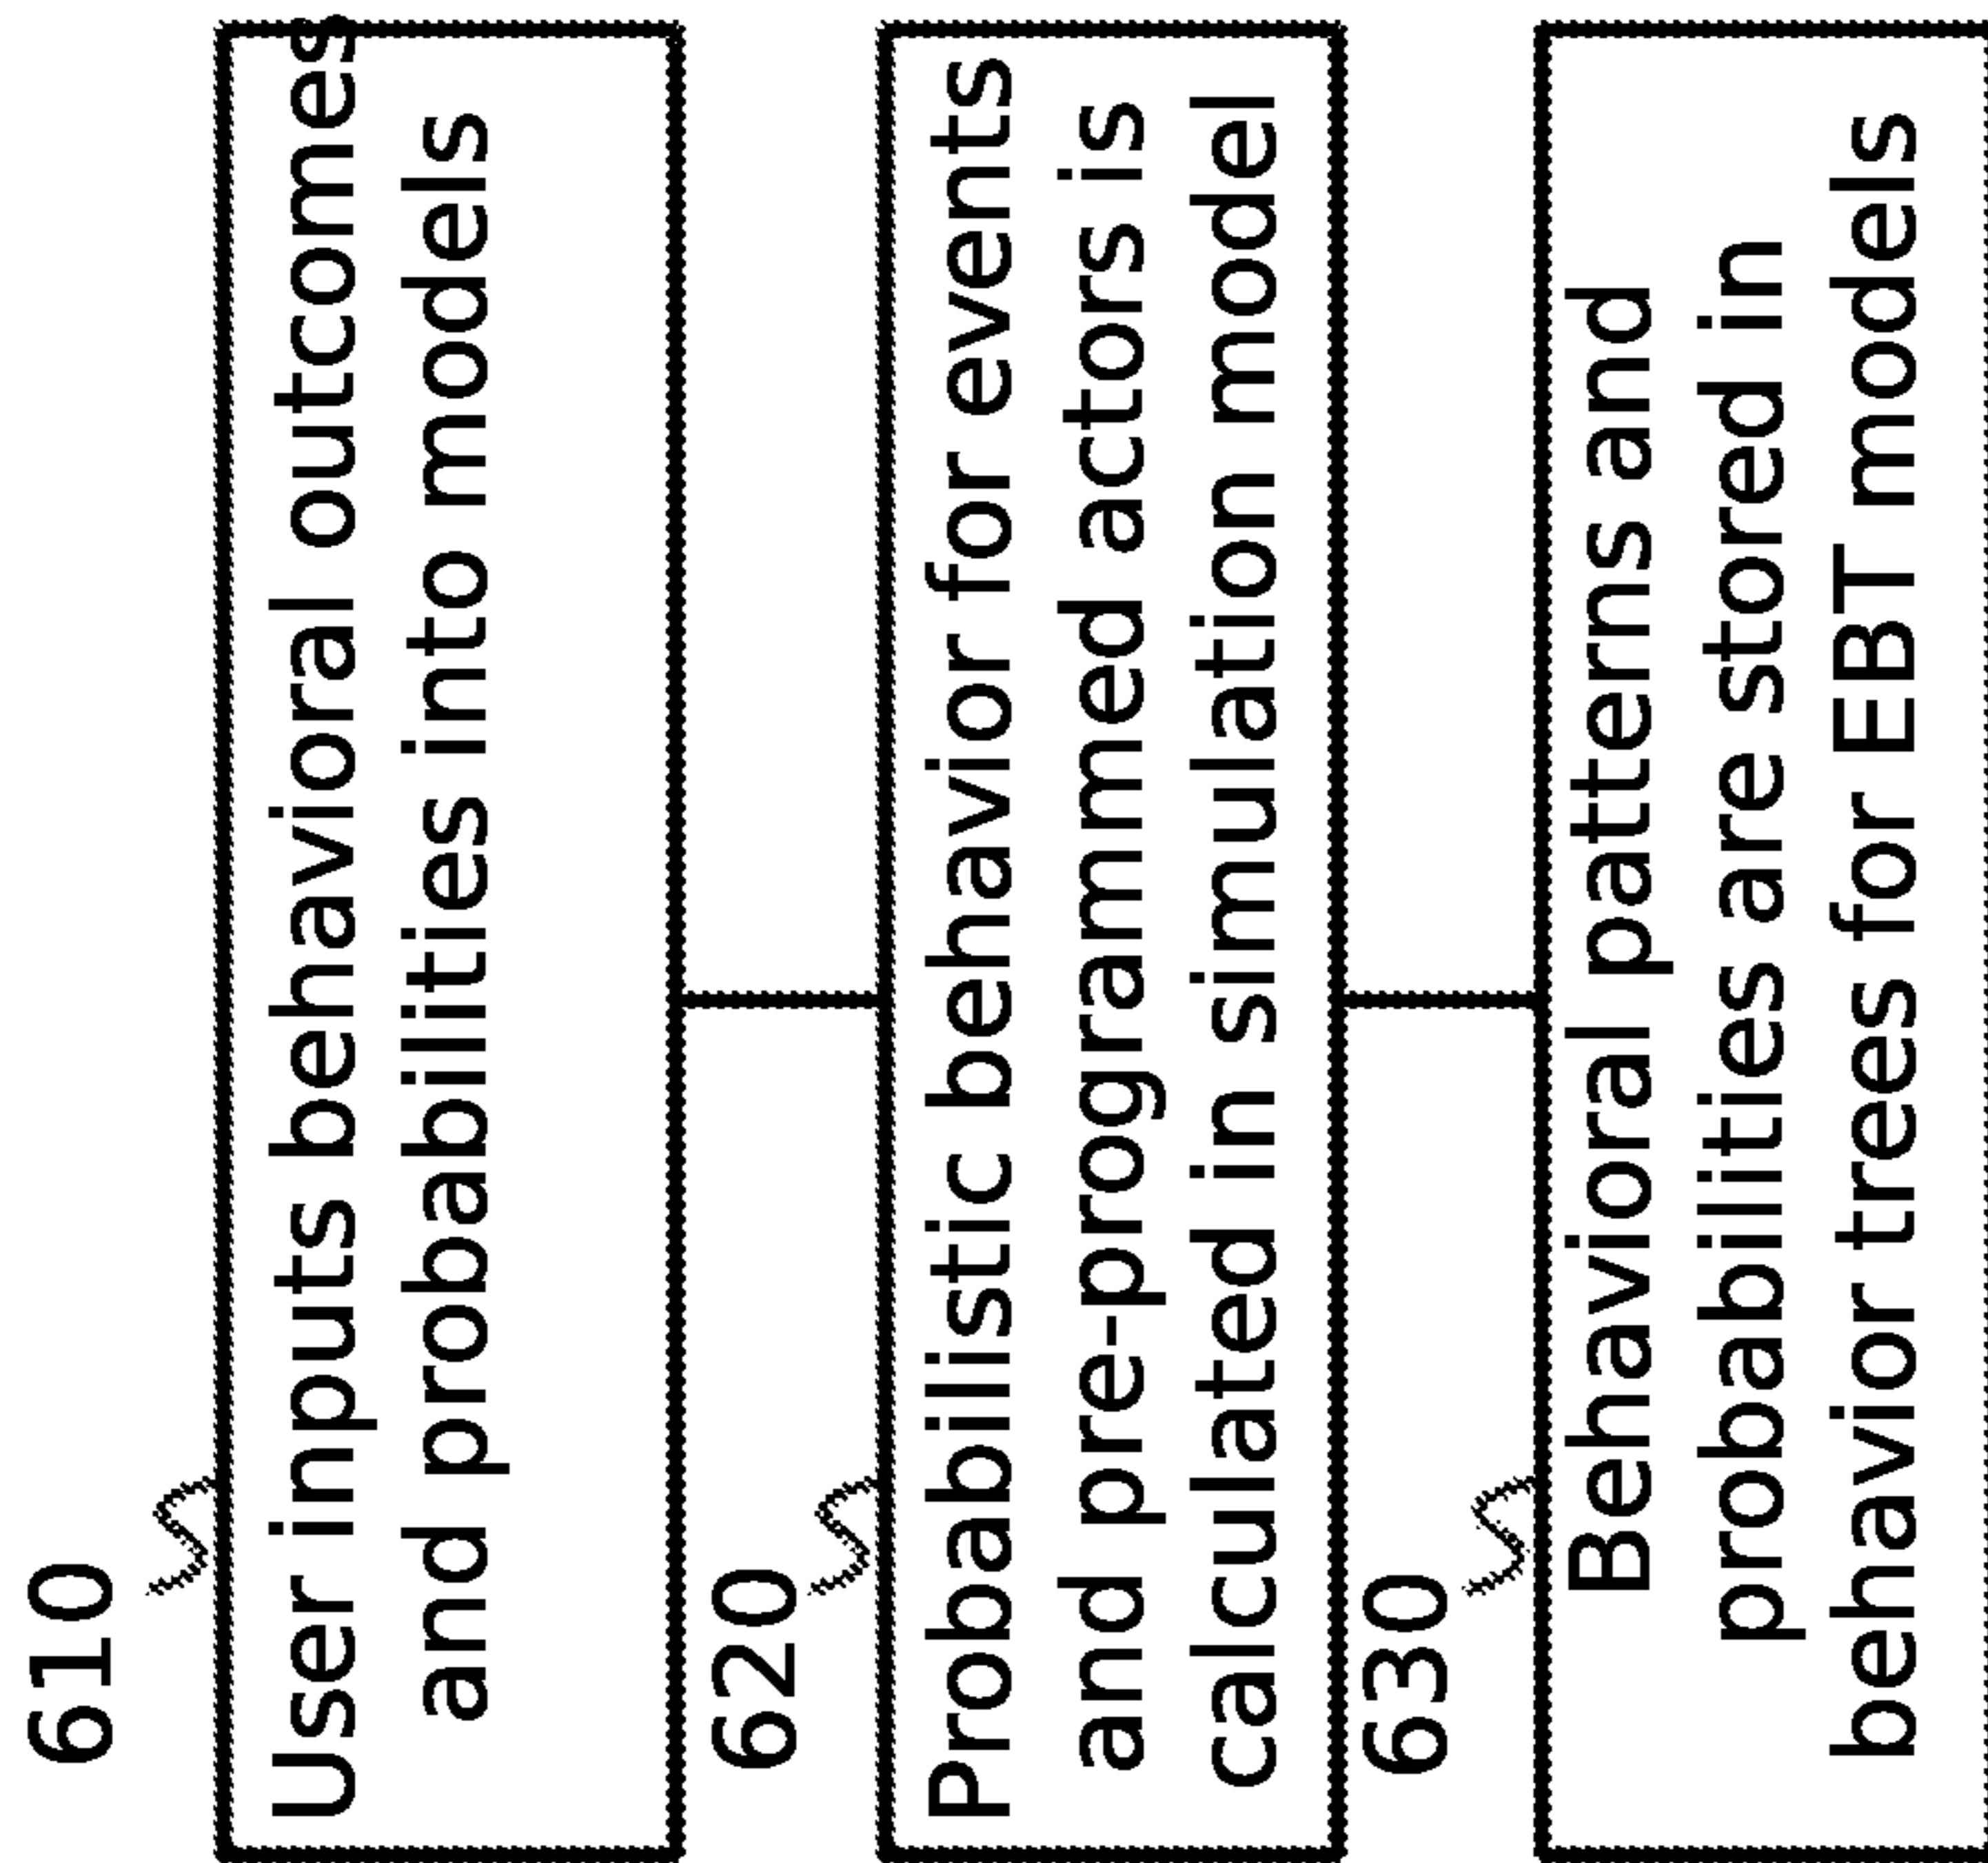 610
User inputs behavioral outcomes
and probabilities into models
620
Probabilistic behavior for events
and pre-programmed actors is
calculated in simulation model
630
Behavioral patterns and
probabilities are stored in
behavior trees for EBT models